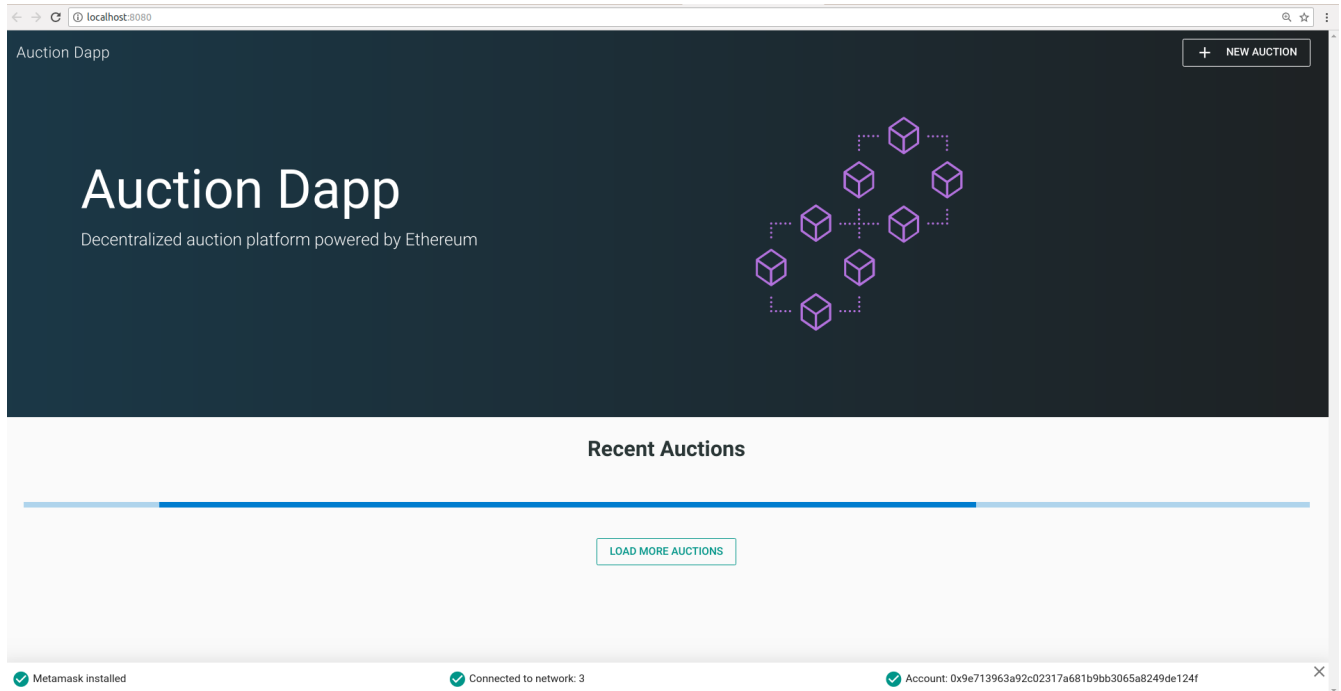 localhost:8080
Auction Dapp
NEW AUCTION
Auction Dapp
Decentralized auction platform powered by Ethereum
Recent Auctions
LOAD MORE AUCTIONS
Metamask installed
Connected to network: 3
Account: 0x9e713963a92c02317a681b9bb3065a8249de124f